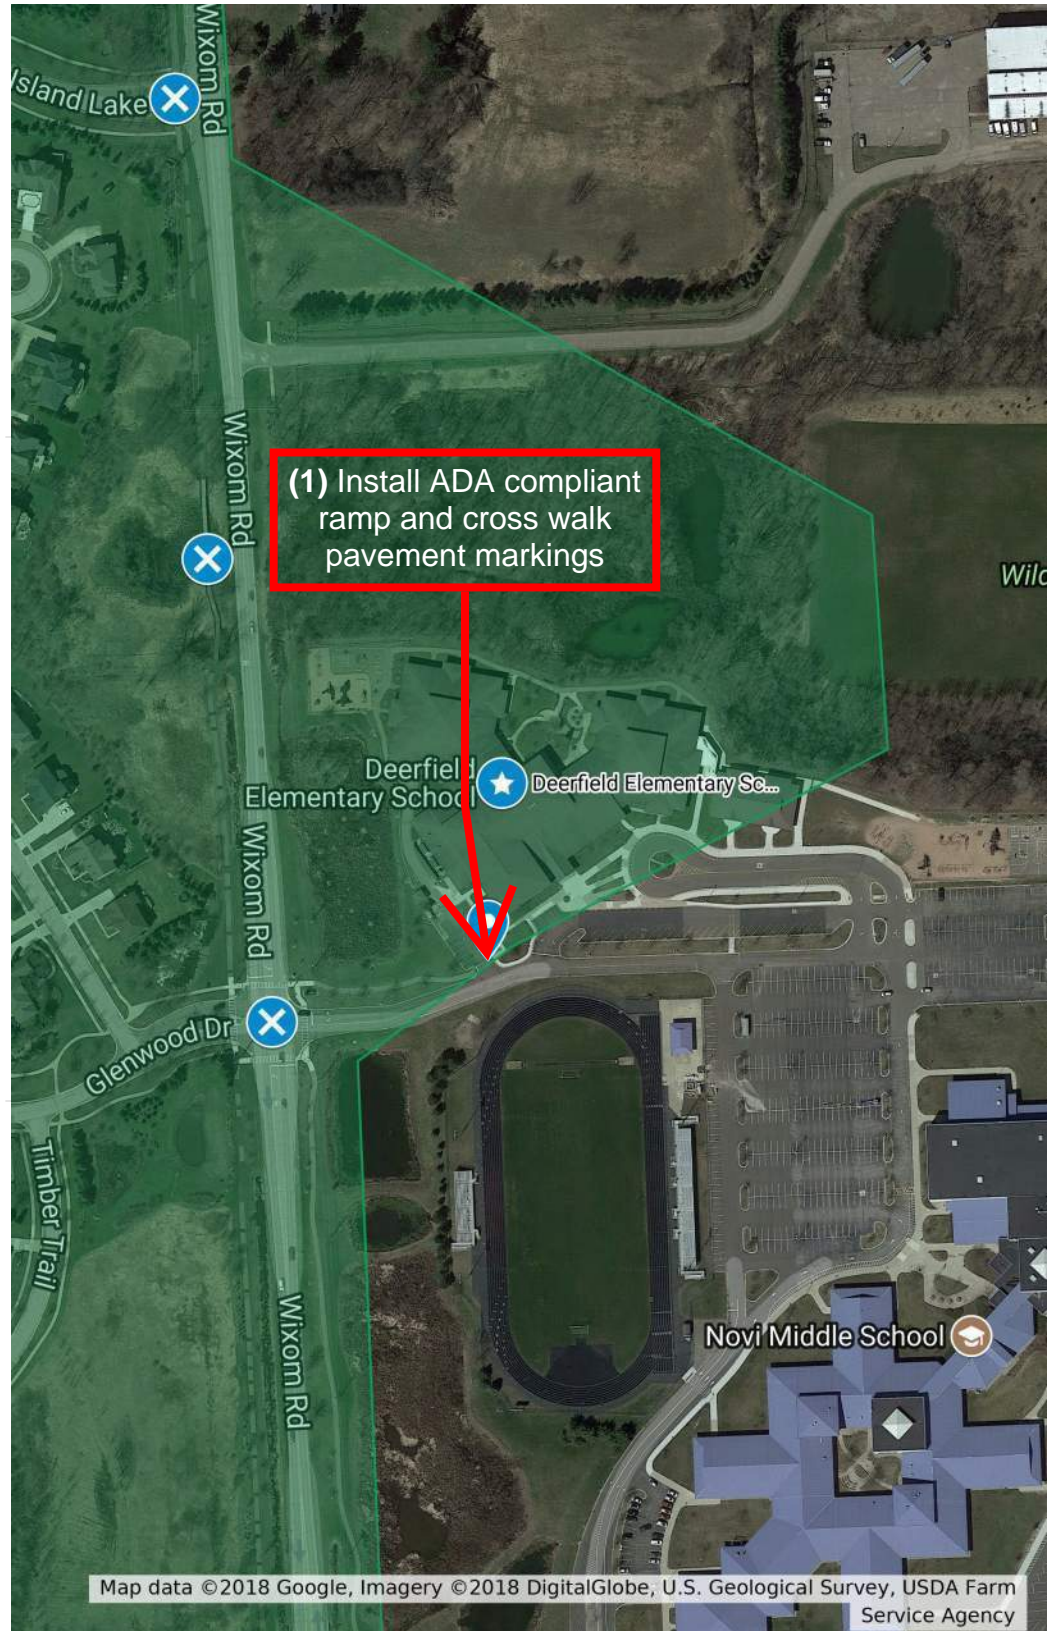 Wixom Rd
Island Lake
Wixom Rd
(1) Install ADA compliant
ramp and cross walk
pavement markings
Wild
Deerfield
Elementary School
Deerfield Elementary Sc...
Wixom Rd
Glenwood Dr
Timber Trail
Wixom Rd
Novi Middle School
Map data ©2018 Google, Imagery ©2018 DigitalGlobe, U.S. Geological Survey, USDA Farm
Service Agency